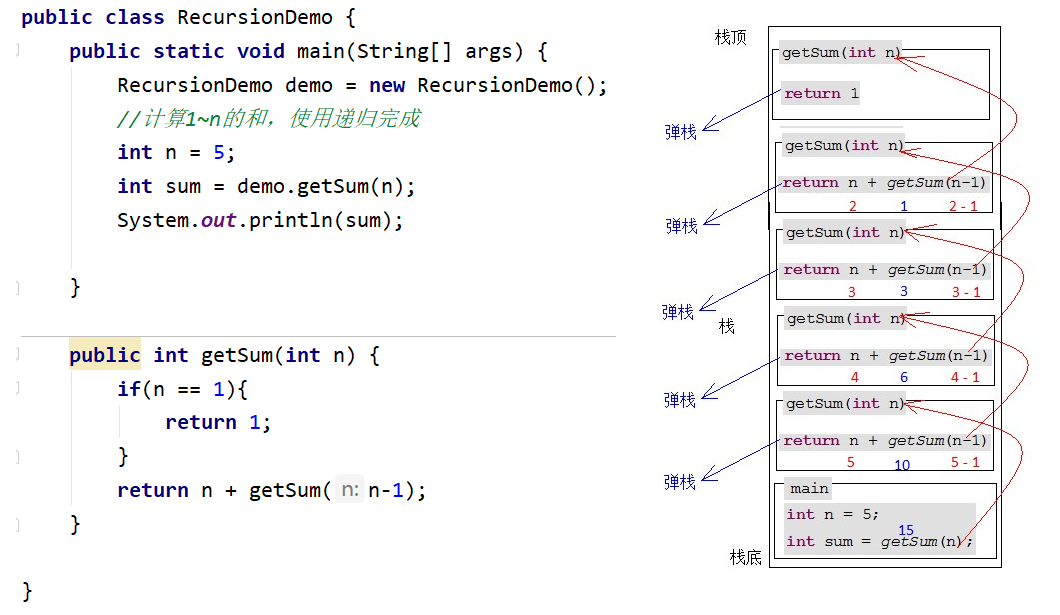 public class RecursionDemo {
public static void main(String[] args) {
RecursionDemo demo = new RecursionDemo();
//计算1~n的和，使用递归完成
int n = 5;
int sum = demo.getSum(n);
System.out.println(sum);
}
public int getSum(int n) {
if(n == 1){
return 1;
}
return n + getSum( n: n-1);
}
}
栈顶
getSum(int n)
return 1
弹栈
getSum(int n)
return n + getSum(n-1)
2 1 2 - 1
弹栈
getSum(int n)
return n + getSum(n-1)
3 3 3 - 1
弹栈
栈
getSum(int n)
return n + getSum(n-1)
4 6 4 - 1
弹栈
getSum(int n)
return n + getSum(n-1)
5 10 5 - 1
弹栈
main
int n = 5;
15
int sum = getSum(n);
栈底